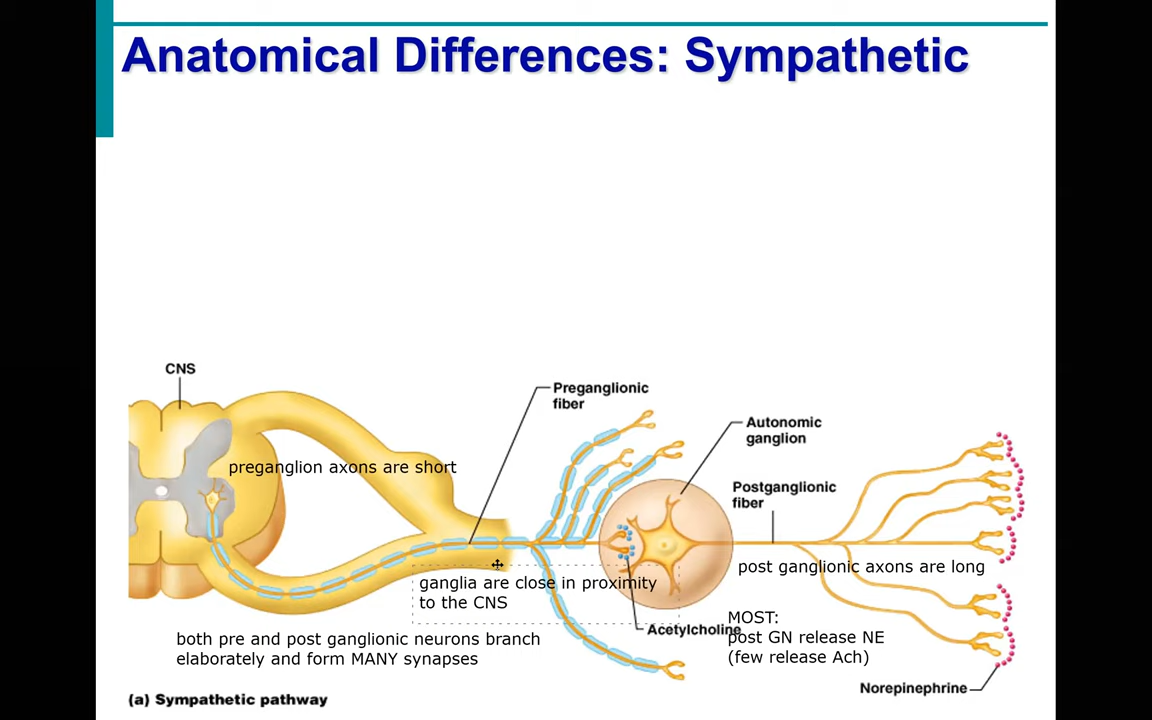 Anatomical Differences: Sympathetic
CNS
Preganglionic
fiber
Autonomic
ganglion
preganglion axons are short
Postganglionic
fiber
post ganglionic axons are long
ganglia are close in proximity
to the CNS
MOST:
post GN release NE
(few release Ach)
Acetylcholine
both pre and post ganglionic neurons branch
elaborately and form MANY synapses
Norepinephrine
(a) Sympathetic pathway